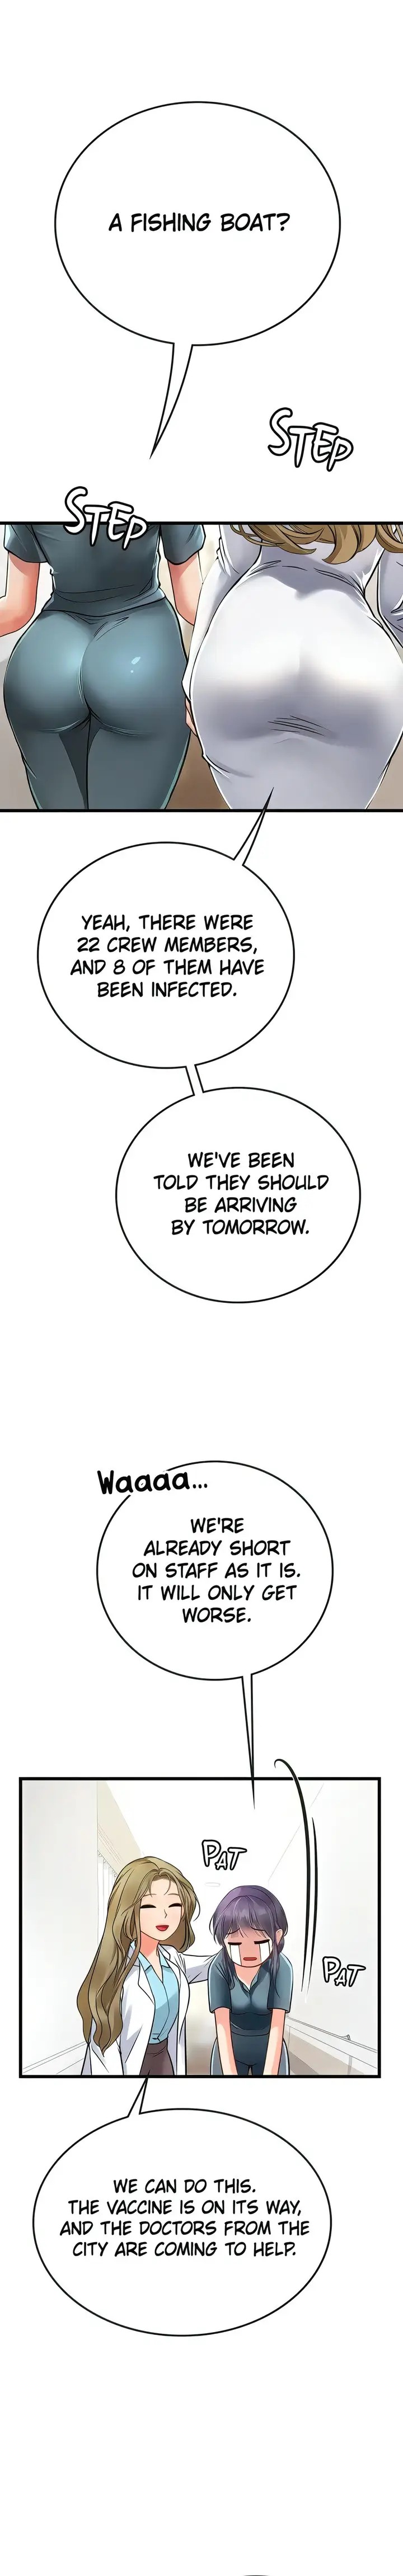 A FISHING BOAT?
STEP
STEP
YEAH, THERE WERE
22 CREW MEMBERS,
AND 8 OF THEM HAVE
BEEN INFECTED.
WE'VE BEEN
TOLD THEY SHOULD
BE ARRIVING
BY TOMORROW.
Waaaa...
WE'RE
ALREADY SHORT
ON STAFF AS IT IS.
IT WILL ONLY GET
WORSE.
PAT
PAT
WE CAN DO THIS.
THE VACCINE IS ON ITS WAY,
AND THE DOCTORS FROM THE
CITY ARE COMING TO HELP.